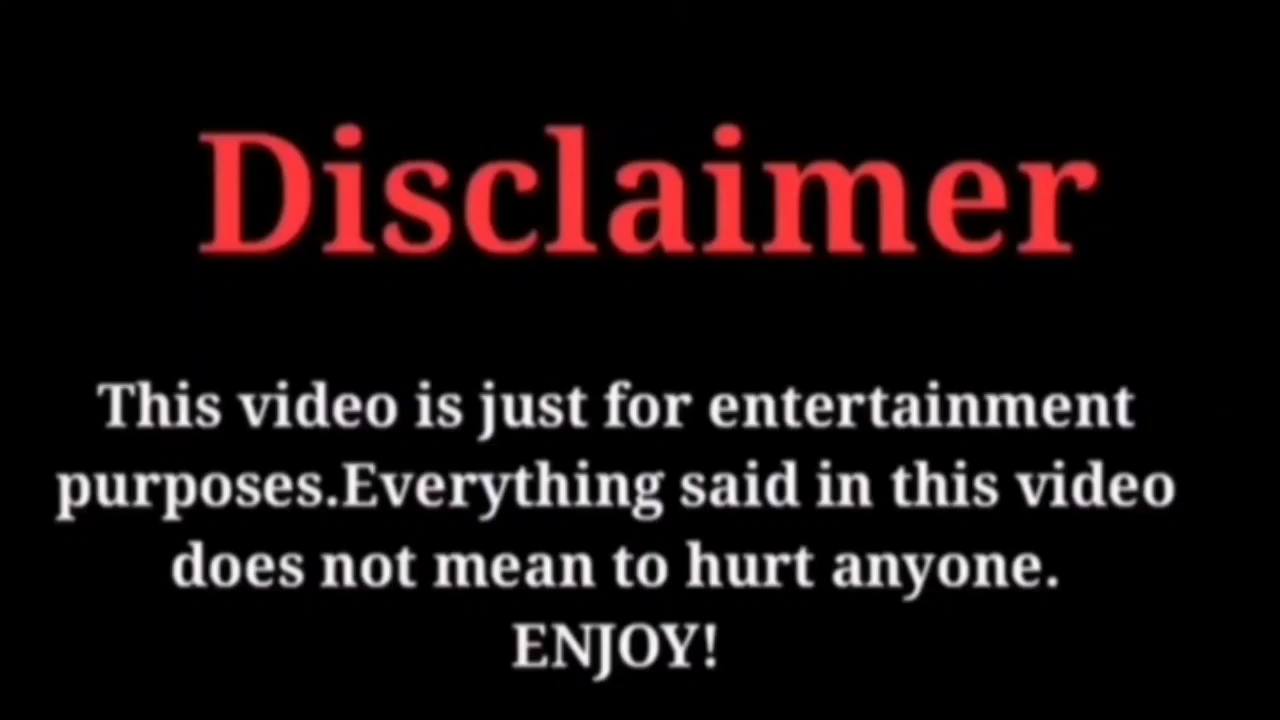 Disclaimer
This video is just for entertainment
purposes.Everything said in this video
does not mean to hurt anyone.
ENJOY!